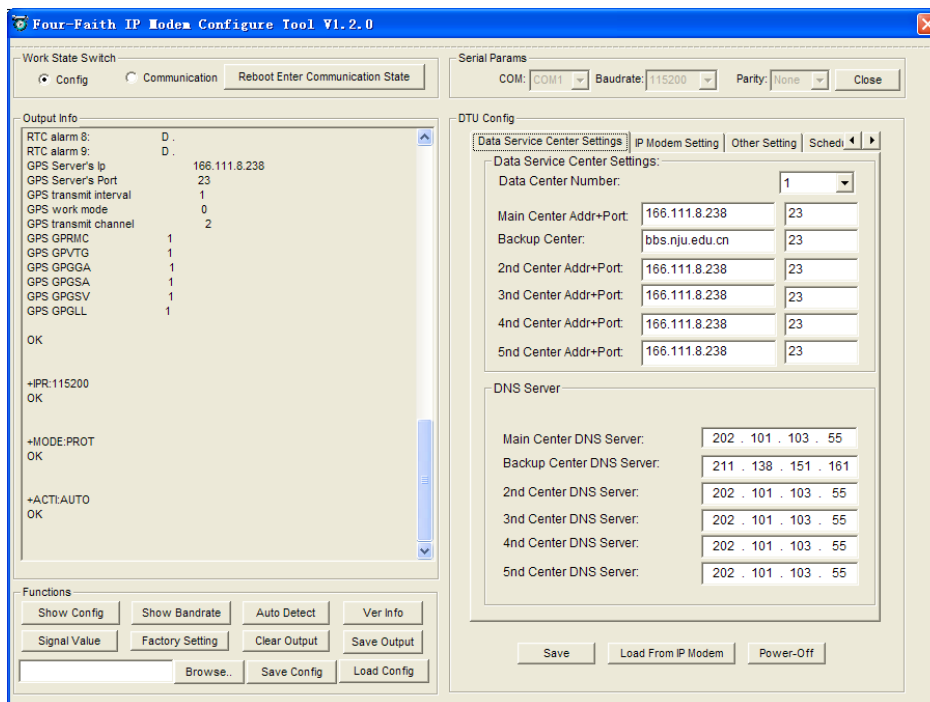 Four-Faith IP Modem Configure Tool V1.2.0
Work State Switch
Config Communication Reboot Enter Communication State
Serial Params
COM: COM1 Baudrate: 115200 Parity: None Close
Output Info
RTC alarm 8: D .
RTC alarm 9: D .
GPS Server's Ip 166.111.8.238
GPS Server's Port 23
GPS transmit interval 1
GPS work mode 0
GPS transmit channel 2
GPS GPRMC 1
GPS GPVTG 1
GPS GPGGA 1
GPS GPGSA 1
GPS GPGSV 1
GPS GPGLL 1
OK
+IPR:115200
OK
+MODE:PROT
OK
+ACTI:AUTO
OK
Functions
Show Config Show Bandrate Auto Detect Ver Info
Signal Value Factory Setting Clear Output Save Output
Browse.. Save Config Load Config
DTU Config
Data Service Center Settings IP Modem Setting Other Setting Schedi
Data Service Center Settings:
Data Center Number: 1
Main Center Addr+Port: 166.111.8.238 23
Backup Center: bbs.nju.edu.cn 23
2nd Center Addr+Port: 166.111.8.238 23
3nd Center Addr+Port: 166.111.8.238 23
4nd Center Addr+Port: 166.111.8.238 23
5nd Center Addr+Port: 166.111.8.238 23
DNS Server
Main Center DNS Server: 202 . 101 . 103 . 55
Backup Center DNS Server: 211 . 138 . 151 . 161
2nd Center DNS Server: 202 . 101 . 103 . 55
3nd Center DNS Server: 202 . 101 . 103 . 55
4nd Center DNS Server: 202 . 101 . 103 . 55
5nd Center DNS Server: 202 . 101 . 103 . 55
Save Load From IP Modem Power-Off